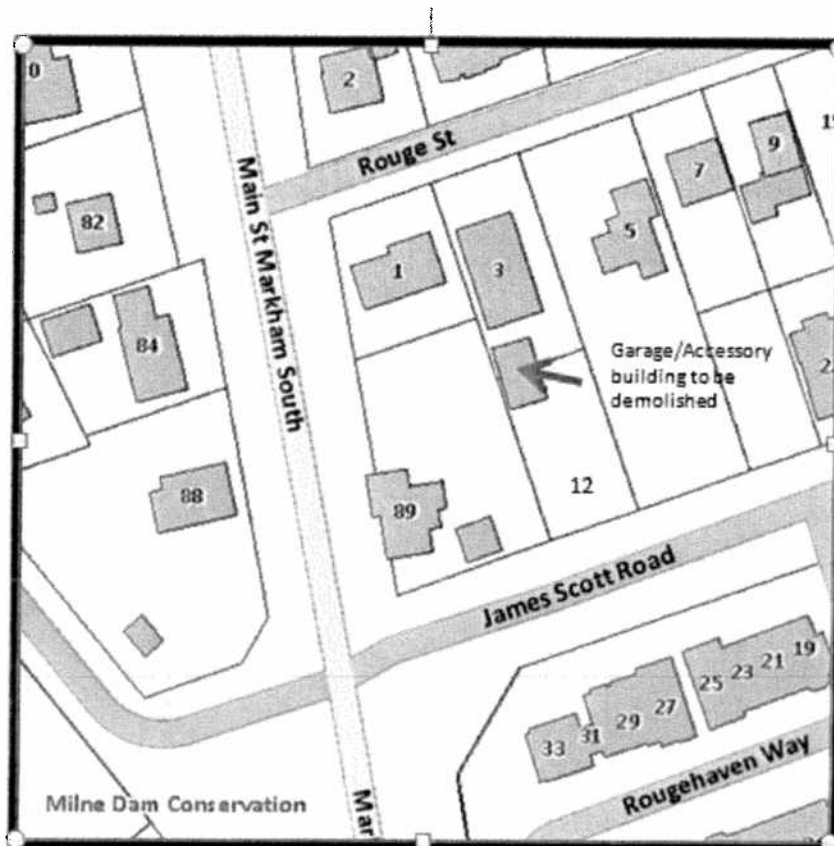 0
2
Rouge St
9
7
82
Main St Markham South
5
1
3
84
Garage/Accessory
building to be
demolished
88
12
89
James Scott Road
19
21
23
25
27
29
31
33
Rougehaven Way
Milne Dam Conservation